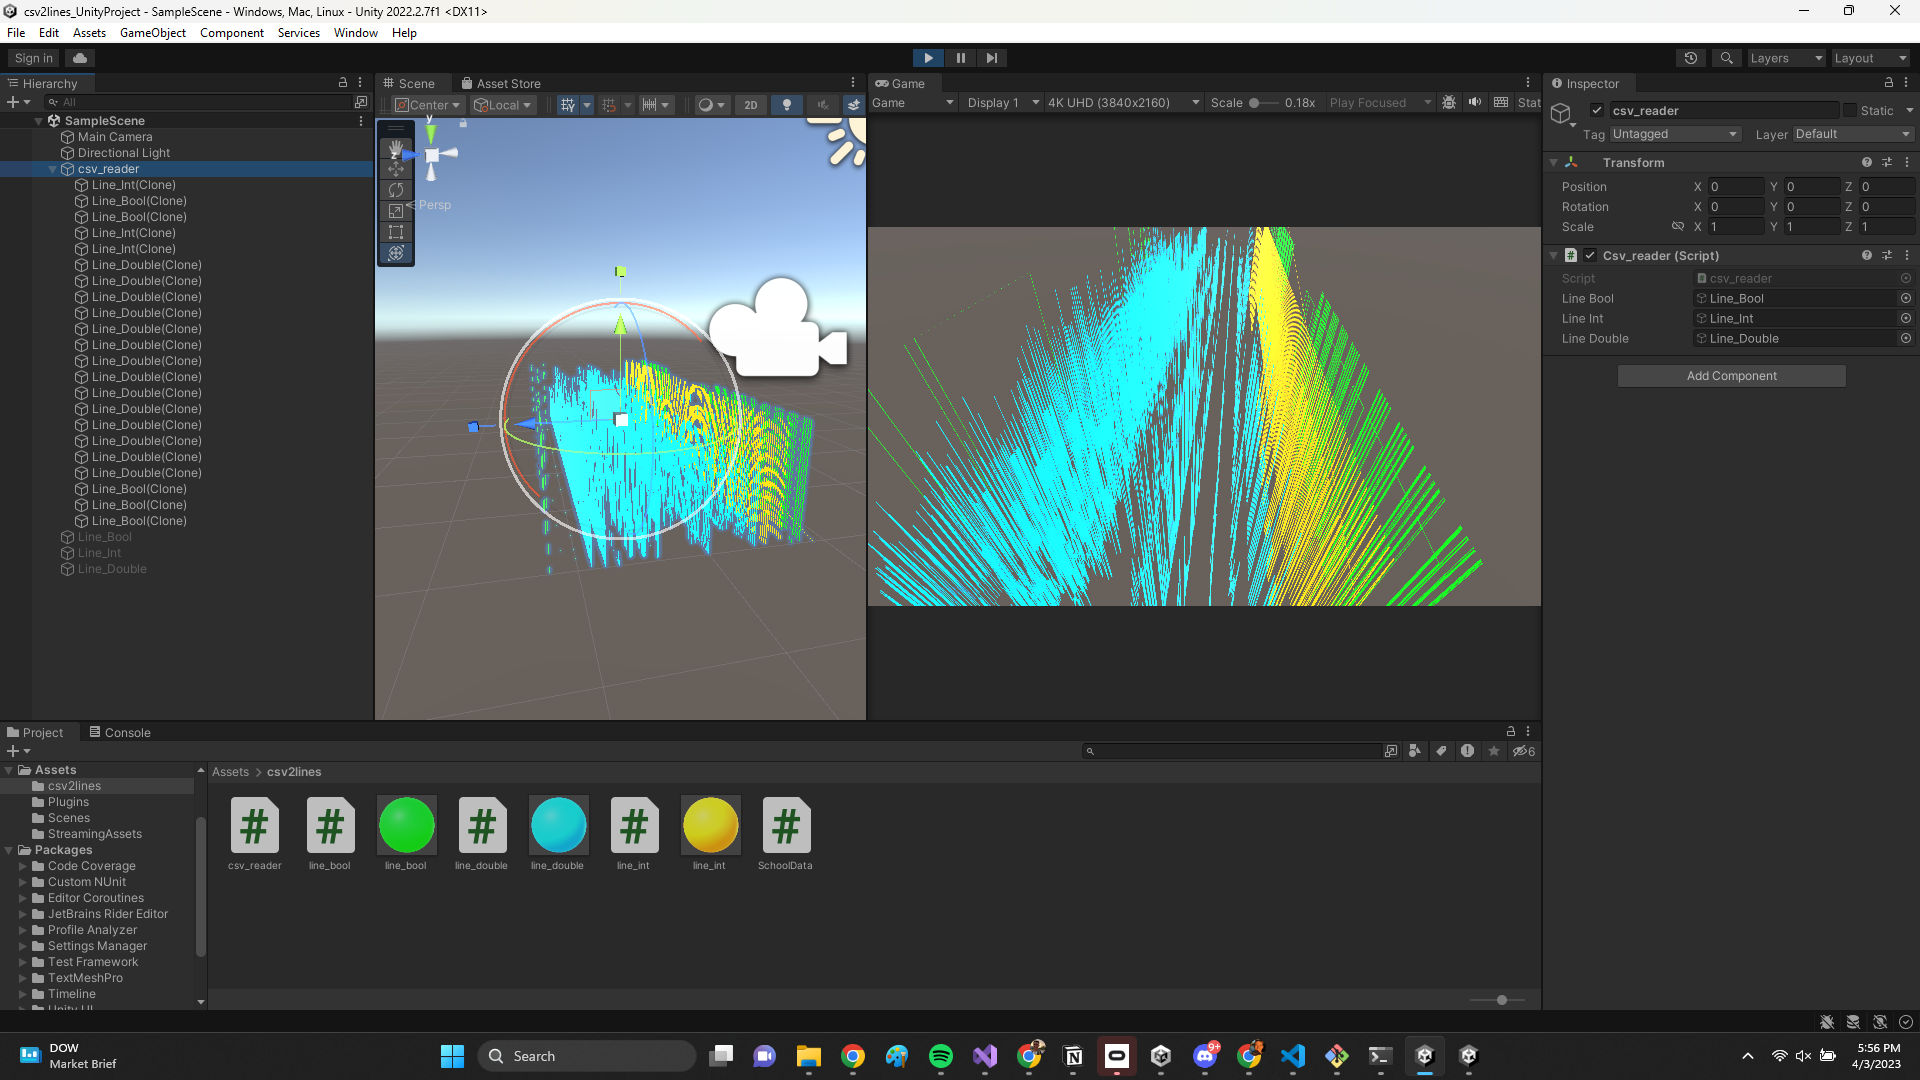 csv2lines_UnityProject - SampleScene - Windows, Mac, Linux - Unity 2022.2.7f1 <DX11>
File Edit Assets GameObject Component Services Window Help
Sign in
Layers
Layout
Hierarchy
All
SampleScene
Main Camera
Directional Light
csv_reader
Line_Int(Clone)
Line_Bool(Clone)
Line_Bool(Clone)
Line_Int(Clone)
Line_Int(Clone)
Line_Double(Clone)
Line_Double(Clone)
Line_Double(Clone)
Line_Double(Clone)
Line_Double(Clone)
Line_Double(Clone)
Line_Double(Clone)
Line_Double(Clone)
Line_Double(Clone)
Line_Double(Clone)
Line_Double(Clone)
Line_Double(Clone)
Line_Double(Clone)
Line_Double(Clone)
Line_Bool(Clone)
Line_Bool(Clone)
Line_Bool(Clone)
Line_Bool
Line_Int
Line_Double
Scene Asset Store
Center Local 2D
y
z
Persp
Game
Game Display 1 4K UHD (3840x2160) Scale 0.18x Play Focused Stat
Inspector
csv_reader Static
Tag Untagged Layer Default
Transform
Position X 0 Y 0 Z 0
Rotation X 0 Y 0 Z 0
Scale X 1 Y 1 Z 1
# Csv_reader (Script)
Script csv_reader
Line Bool Line_Bool
Line Int Line_Int
Line Double Line_Double
Add Component
Project Console
6
Assets
csv2lines
Plugins
Scenes
StreamingAssets
Packages
Code Coverage
Custom NUnit
Editor Coroutines
JetBrains Rider Editor
Profile Analyzer
Settings Manager
Test Framework
TextMeshPro
Timeline
Unity UI
Assets > csv2lines
# # # # #
csv_reader line_bool line_bool line_double line_double line_int line_int SchoolData
DOW
Market Brief
Search
9+
5:56 PM
4/3/2023